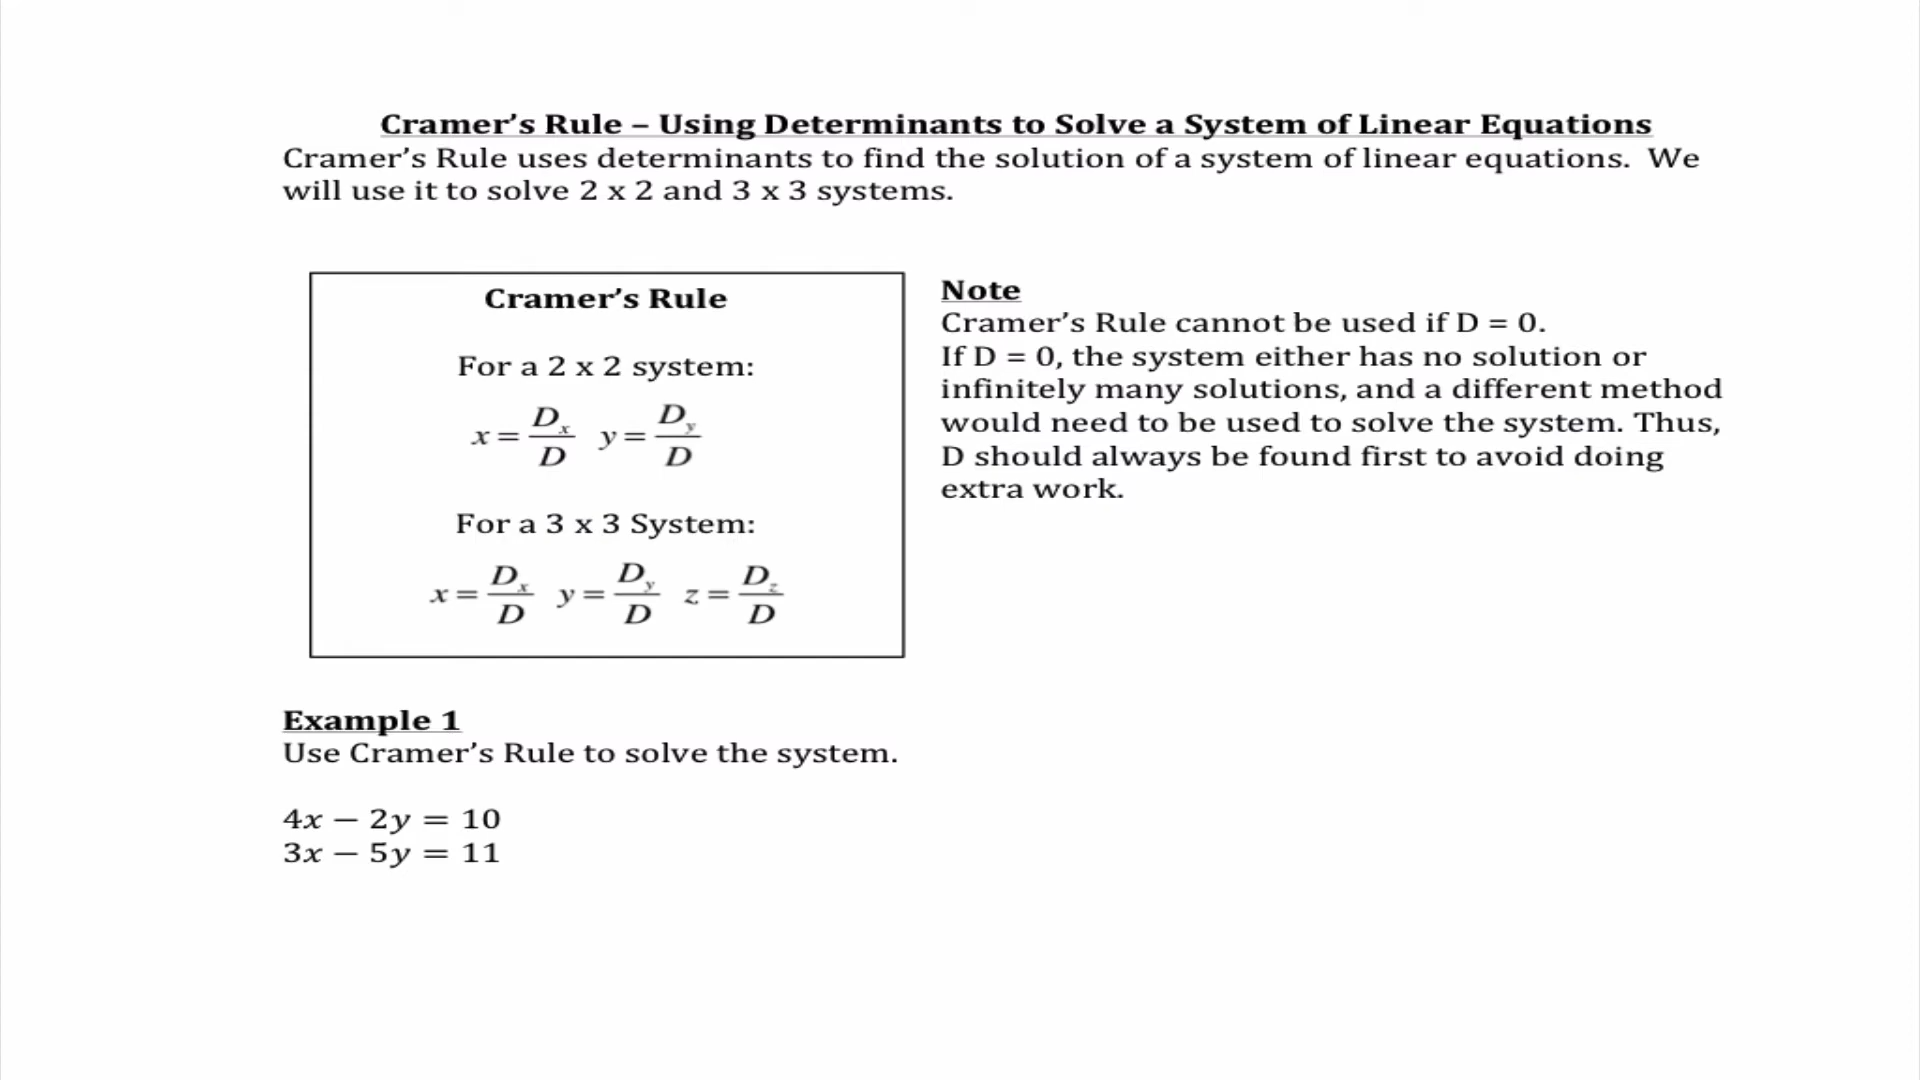 Cramer’s Rule – Using Determinants to Solve a System of Linear Equations
Cramer’s Rule uses determinants to find the solution of a system of linear equations.  We
will use it to solve 2 x 2 and 3 x 3 systems.
Cramer’s Rule
For a 2 x 2 system:
x = D_x/D  y = D_y/D
For a 3 x 3 System:
x = D_x/D  y = D_y/D  z = D_z/D
Note
Cramer’s Rule cannot be used if D = 0.
If D = 0, the system either has no solution or
infinitely many solutions, and a different method
would need to be used to solve the system. Thus,
D should always be found first to avoid doing
extra work.
Example 1
Use Cramer’s Rule to solve the system.
4x − 2y = 10
3x − 5y = 11